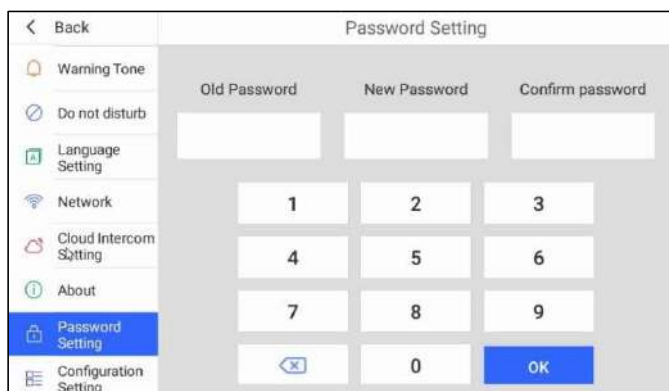 Back
Password Setting
Warning Tone
Do not disturb
Language
Setting
Network
Cloud Intercom
Setting
About
Password
Setting
Configuration
Setting
Old Password New Password Confirm password
1 2 3
4 5 6
7 8 9
0 OK